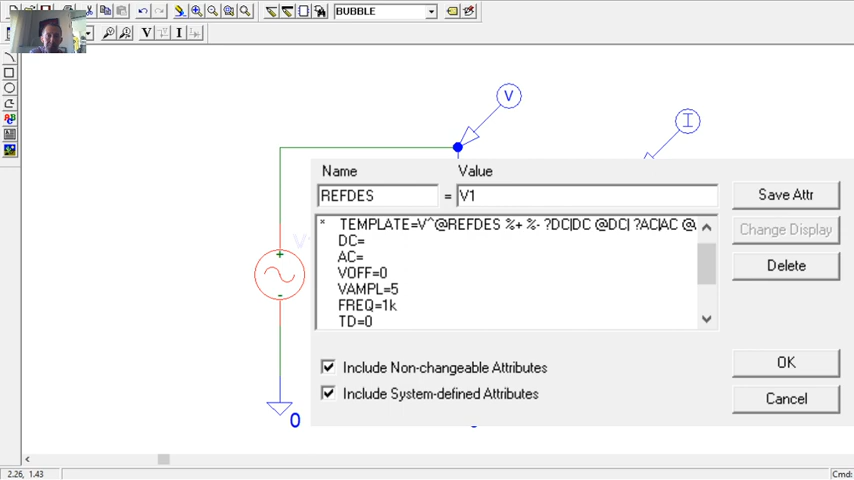 BUBBLE
V I
V
I
Name Value
REFDES = V1 Save Attr
* TEMPLATE=V^@REFDES %+ %- ?DC|DC @DC| ?AC|AC @
DC=
AC=
VOFF=0
VAMPL=5
FREQ=1k
TD=0
Change Display
Delete
Include Non-changeable Attributes
Include System-defined Attributes
OK
Cancel
+
-
0
2.26, 1.43 Cmd: